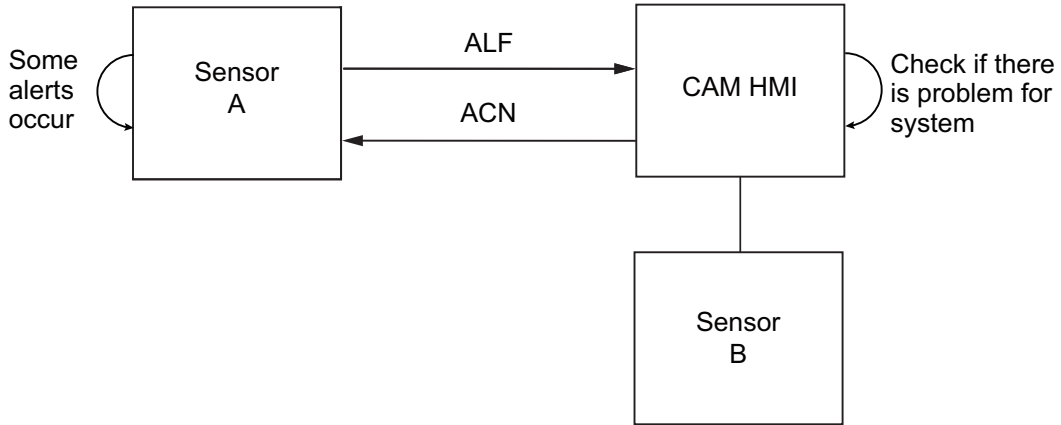 Some
alerts
occur
Sensor
A
ALF
ACN
CAM HMI
Check if there
is problem for
system
Sensor
B